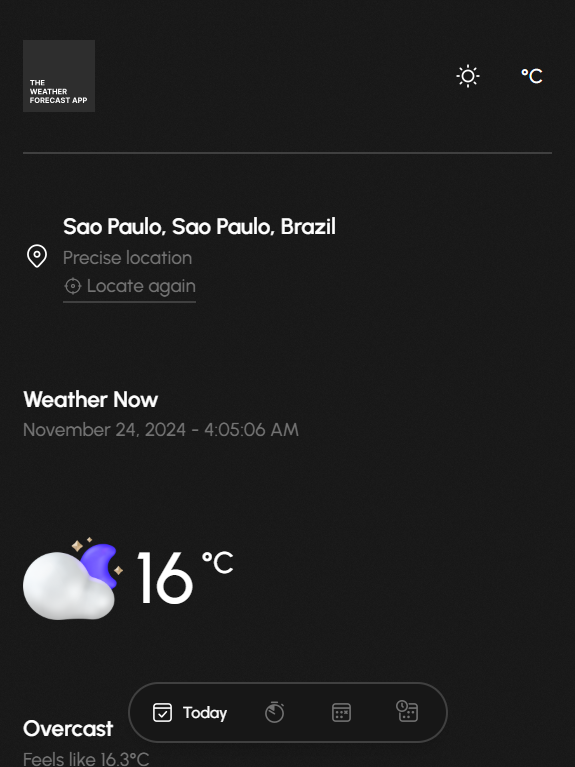 THE
WEATHER
FORECAST APP
°C
Sao Paulo, Sao Paulo, Brazil
Precise location
Locate again
Weather Now
November 24, 2024 - 4:05:06 AM
16 °C
Overcast
Feels like 16.3°C
Today